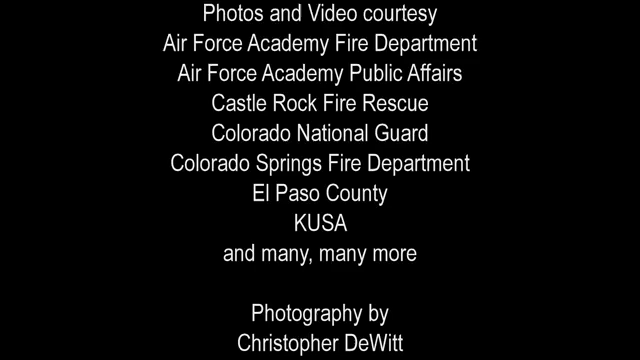 Photos and Video courtesy
Air Force Academy Fire Department
Air Force Academy Public Affairs
Castle Rock Fire Rescue
Colorado National Guard
Colorado Springs Fire Department
El Paso County
KUSA
and many, many more
Photography by
Christopher DeWitt